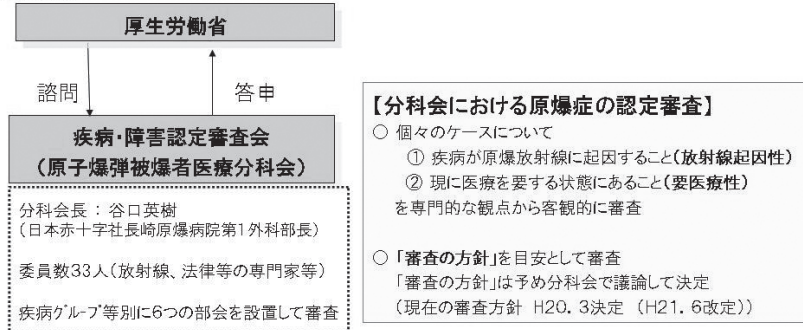 厚生労働省
諮問
答申
疾病・障害認定審査会
（原子爆弾被爆者医療分科会）
分科会長 ： 谷口英樹
（日本赤十字社長崎原爆病院第１外科部長）
委員数33人（放射線、法律等の専門家等）
疾病ｸﾞﾙｰﾌﾟ等別に６つの部会を設置して審査
【分科会における原爆症の認定審査】
○ 個々のケースについて
① 疾病が原爆放射線に起因すること（放射線起因性）
② 現に医療を要する状態にあること（要医療性）
を専門的な観点から客観的に審査
○ 「審査の方針」を目安として審査
「審査の方針」は予め分科会で議論して決定
（現在の審査方針 H20．3決定 （H21．6改定））